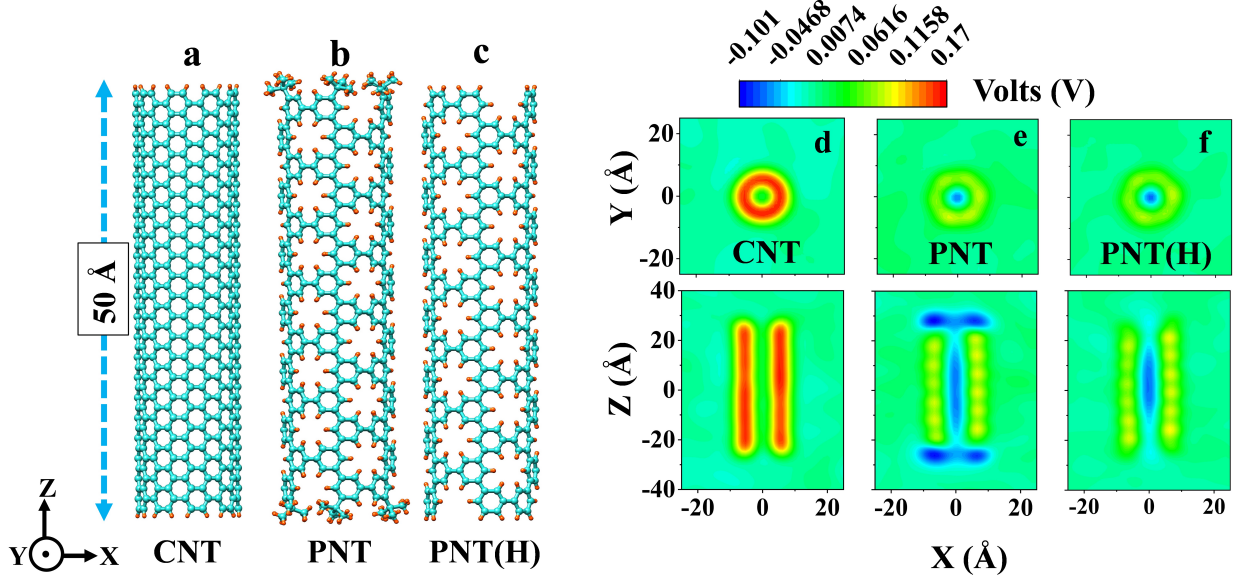 a b c
50 Å
Z
Y X
CNT PNT PNT(H)
-0.101 -0.0468 0.0074 0.0616 0.1158 0.17
Volts (V)
d e f
20
0
-20
Y (Å)
CNT PNT PNT(H)
40
20
0
-20
-40
Z (Å)
-20 0 20 -20 0 20 -20 0 20
X (Å)